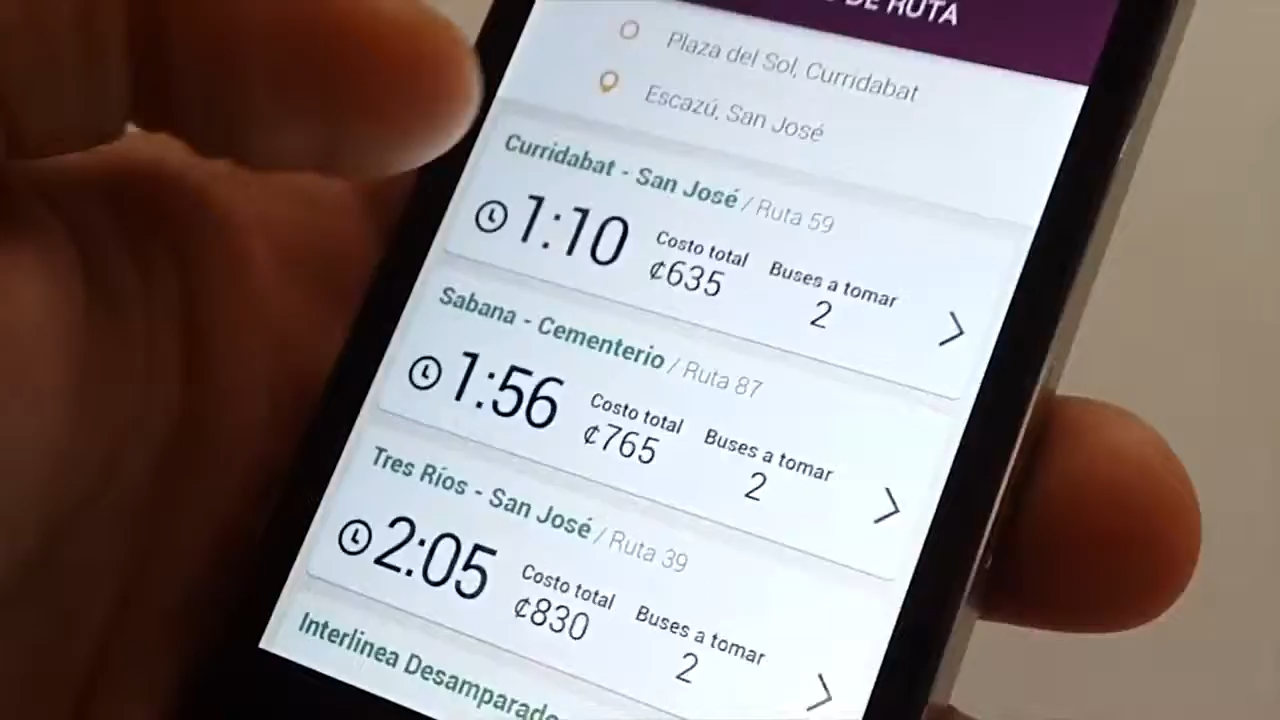 DE RUTA
Plaza del Sol, Curridabat
Escazú, San José
Curridabat - San José / Ruta 59
1:10
Costo total
₡635
Buses a tomar
2
Sabana - Cementerio / Ruta 87
1:56
Costo total
₡765
Buses a tomar
2
Tres Ríos - San José / Ruta 39
2:05
Costo total
₡830
Buses a tomar
2
Interlinea Desamparado